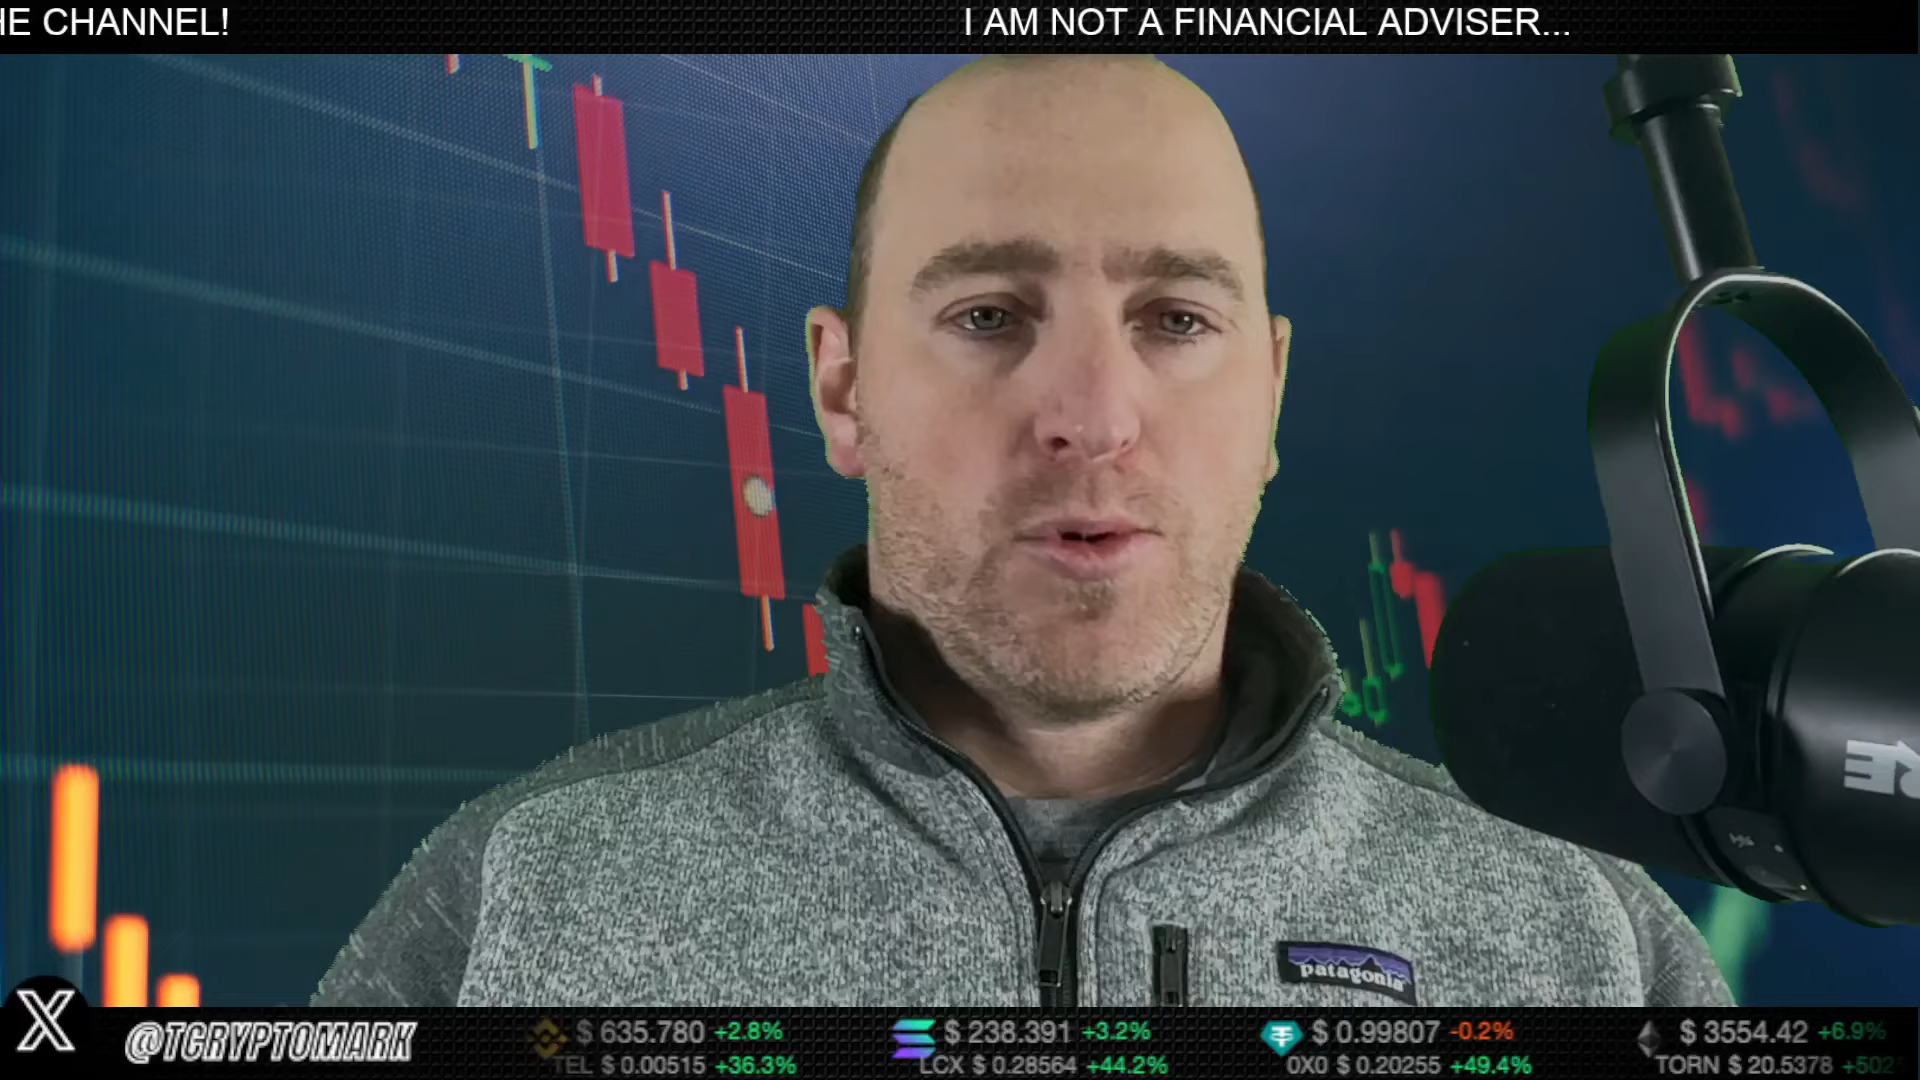 HE CHANNEL! I AM NOT A FINANCIAL ADVISER...
patagonia
@TCRYPTOMARK
$ 635.780 +2.8% $ 238.391 +3.2% $ 0.99807 -0.2% $ 3554.42 +6.9%
TEL $ 0.00515 +36.3% LCX $ 0.28564 +44.2% 0X0 $ 0.20255 +49.4% TORN $ 20.5378 +502